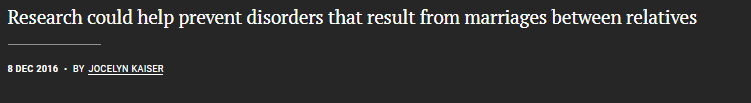 Research could help prevent disorders that result from marriages between relatives
8 DEC 2016 • BY JOCELYN KAISER